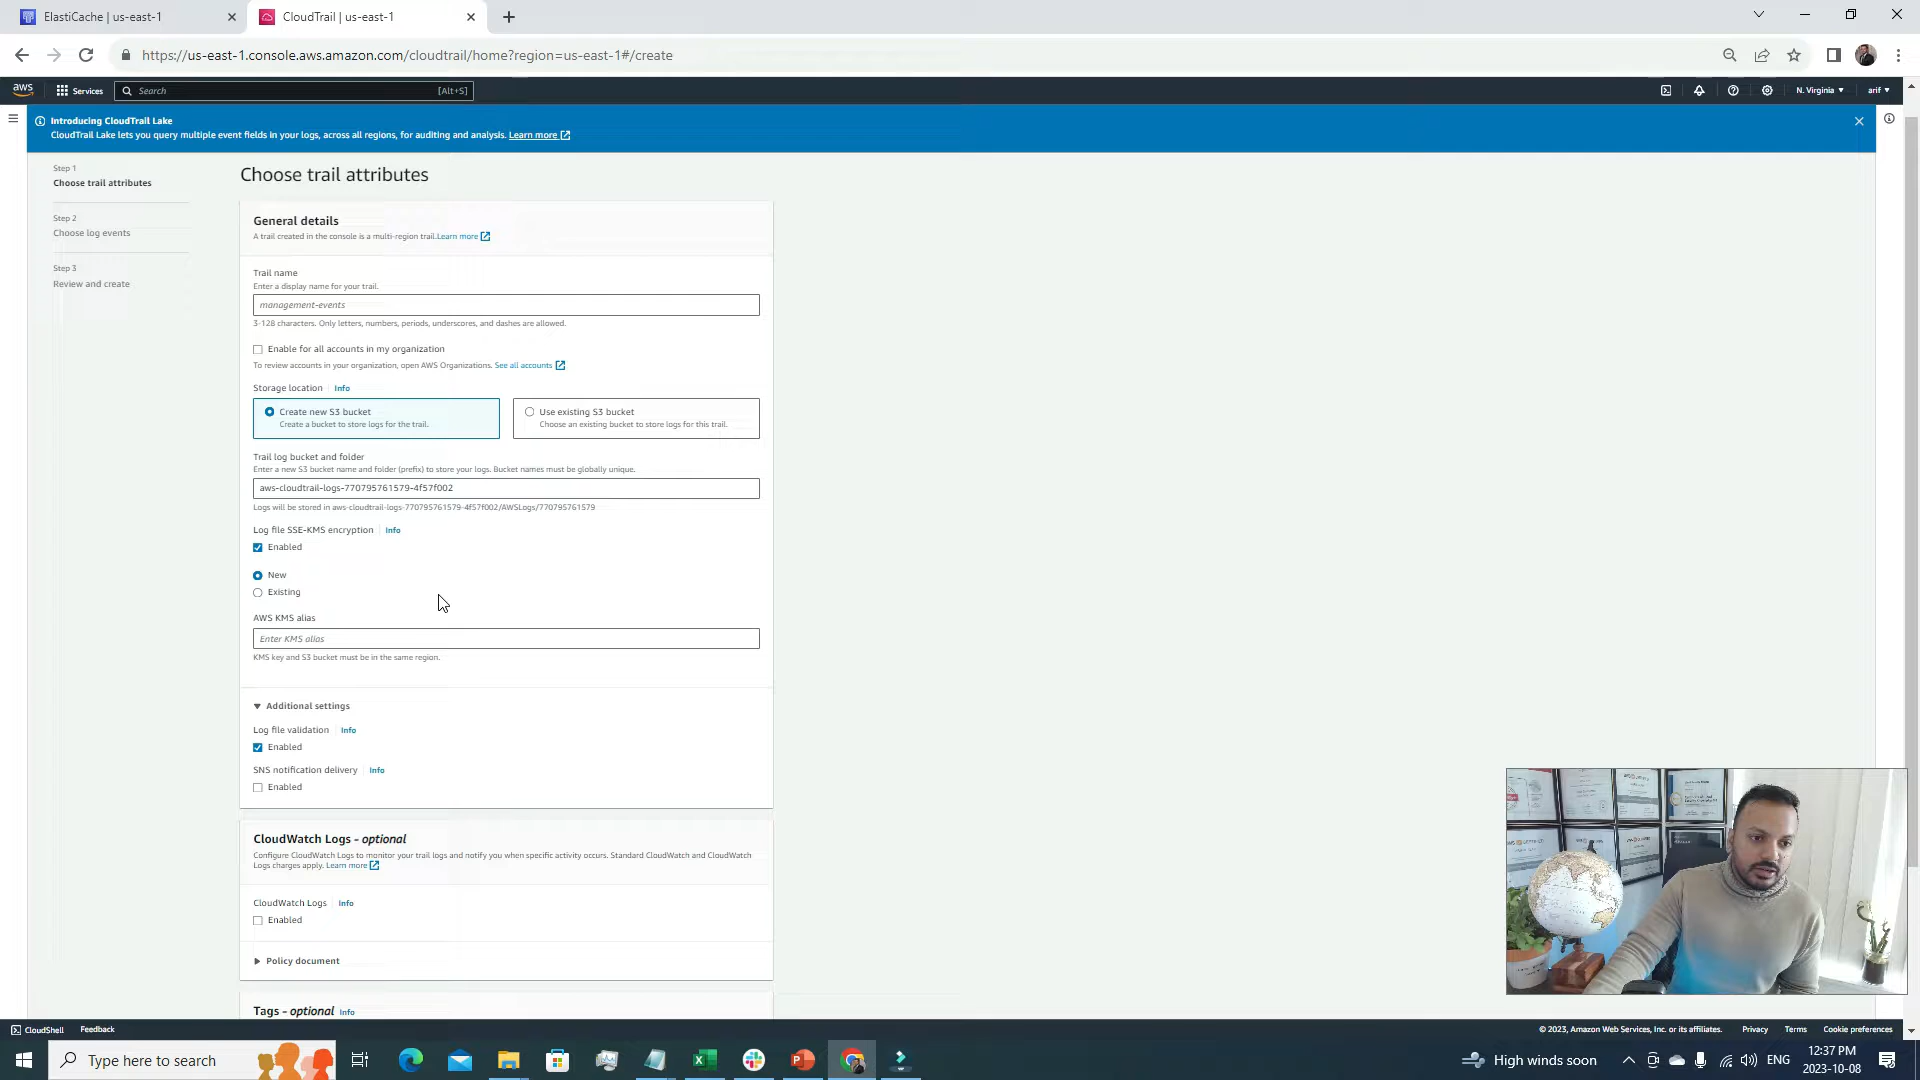 ElastiCache | us-east-1
CloudTrail | us-east-1
https://us-east-1.console.aws.amazon.com/cloudtrail/home?region=us-east-1#/create
aws
Services
Search
[Alt+S]
N. Virginia
arif
Introducing CloudTrail Lake
CloudTrail Lake lets you query multiple event fields in your logs, across all regions, for auditing and analysis. Learn more
Step 1
Choose trail attributes
Step 2
Choose log events
Step 3
Review and create
Choose trail attributes
General details
A trail created in the console is a multi-region trail.Learn more
Trail name
Enter a display name for your trail.
management-events
3-128 characters. Only letters, numbers, periods, underscores, and dashes are allowed.
Enable for all accounts in my organization
To review accounts in your organization, open AWS Organizations. See all accounts
Storage location
Info
Create new S3 bucket
Create a bucket to store logs for the trail.
Use existing S3 bucket
Choose an existing bucket to store logs for this trail.
Trail log bucket and folder
Enter a new S3 bucket name and folder (prefix) to store your logs. Bucket names must be globally unique.
aws-cloudtrail-logs-770795761579-4f57f002
Logs will be stored in aws-cloudtrail-logs-770795761579-4f57f002/AWSLogs/770795761579
Log file SSE-KMS encryption
Info
Enabled
New
Existing
AWS KMS alias
Enter KMS alias
KMS key and S3 bucket must be in the same region.
Additional settings
Log file validation
Info
Enabled
SNS notification delivery
Info
Enabled
CloudWatch Logs - optional
Configure CloudWatch Logs to monitor your trail logs and notify you when specific activity occurs. Standard CloudWatch and CloudWatch
Logs charges apply. Learn more
CloudWatch Logs
Info
Enabled
Policy document
Tags - optional
Info
CloudShell
Feedback
© 2023, Amazon Web Services, Inc. or its affiliates.
Privacy
Terms
Cookie preferences
Type here to search
High winds soon
ENG
12:37 PM
2023-10-08